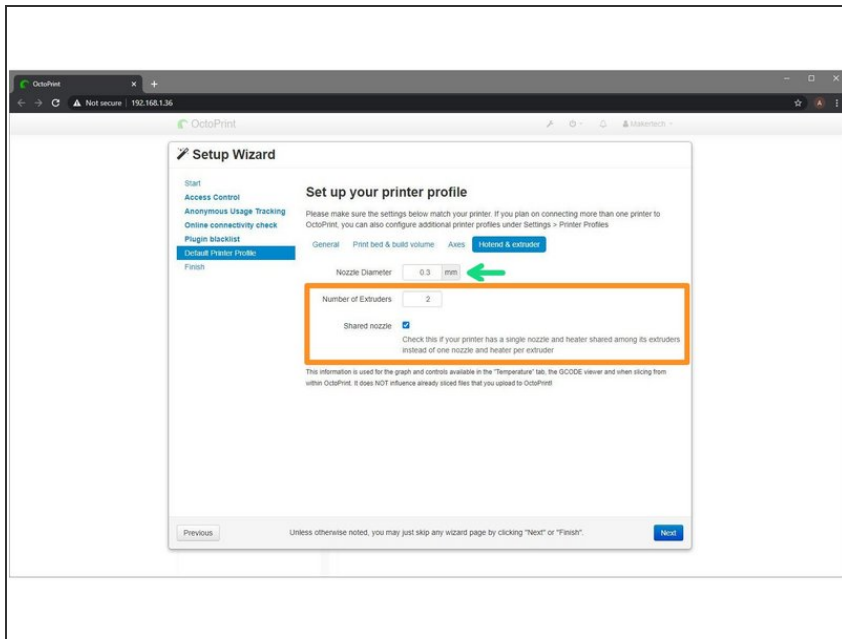 OctoPrint
Not secure | 192.168.1.36
A
OctoPrint
Makertech
Setup Wizard
Start
Access Control
Anonymous Usage Tracking
Online connectivity check
Plugin blacklist
Default Printer Profile
Finish
Set up your printer profile
Please make sure the settings below match your printer. If you plan on connecting more than one printer to
OctoPrint, you can also configure additional printer profiles under Settings > Printer Profiles
General Print bed & build volume Axes Hotend & extruder
Nozzle Diameter 0.3 mm
Number of Extruders 2
Shared nozzle
Check this if your printer has a single nozzle and heater shared among its extruders
instead of one nozzle and heater per extruder
This information is used for the graph and controls available in the "Temperature" tab, the GCODE viewer and when slicing from
within OctoPrint. It does NOT influence already sliced files that you upload to OctoPrint!
Previous
Unless otherwise noted, you may just skip any wizard page by clicking "Next" or "Finish".
Next